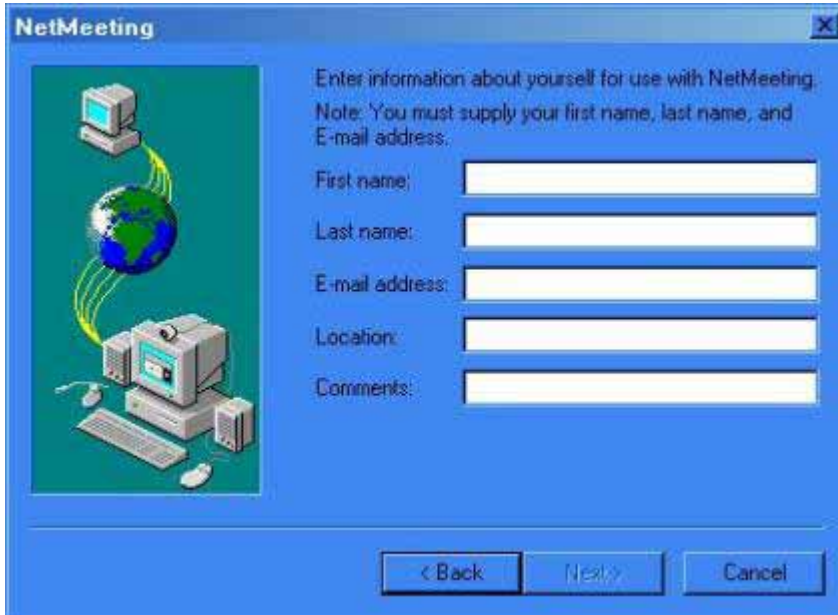 NetMeeting
Enter information about yourself for use with NetMeeting.
Note: You must supply your first name, last name, and
E-mail address.
First name:
Last name:
E-mail address:
Location:
Comments:
< Back
Next >
Cancel